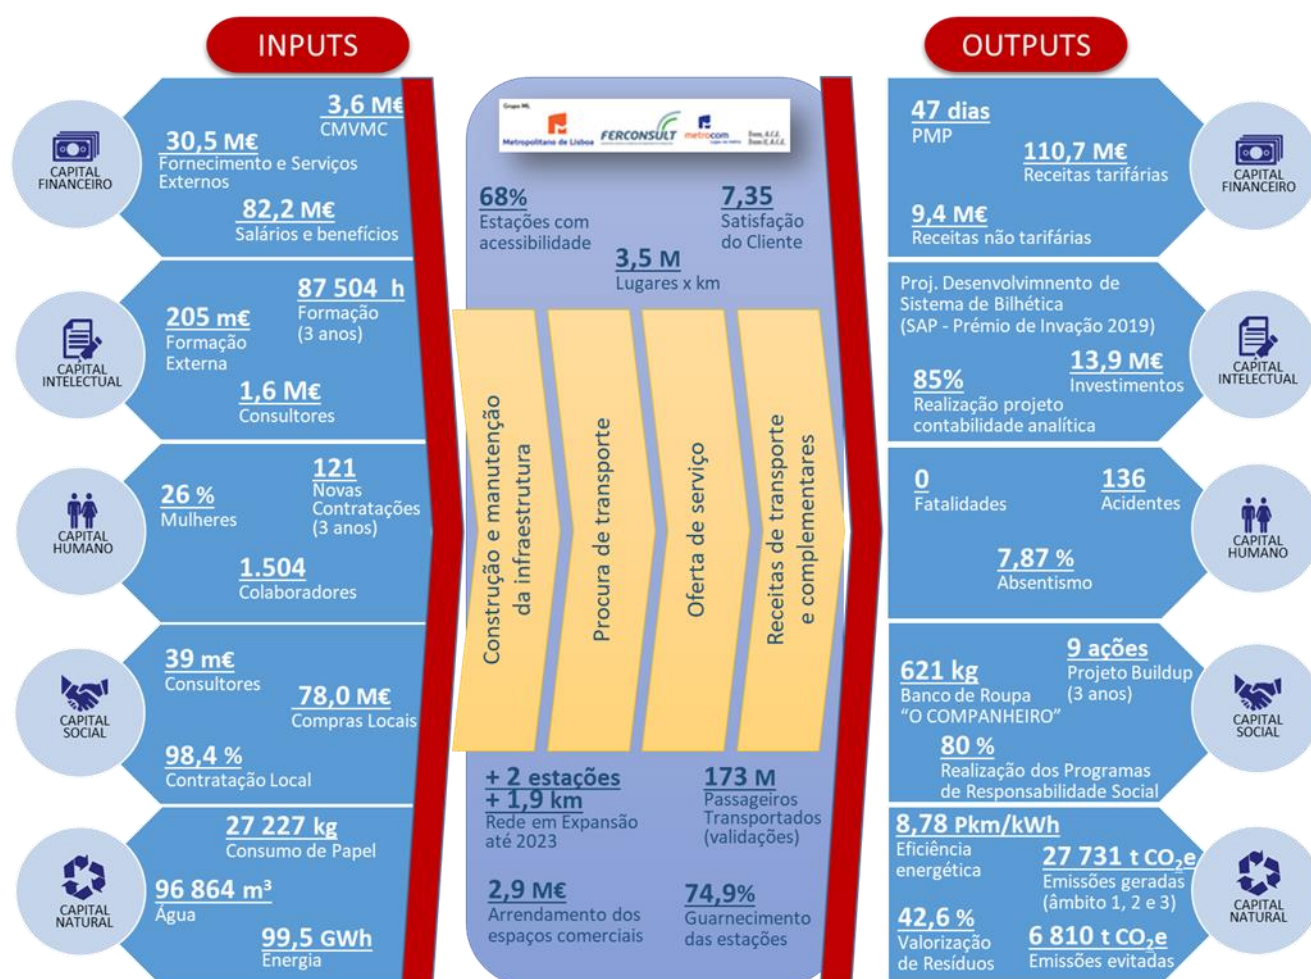 INPUTS
OUTPUTS
CAPITAL
FINANCEIRO
3,6 M€
CMVMC
30,5 M€
Fornecimento e Serviços
Externos
82,2 M€
Salários e benefícios
CAPITAL
INTELECTUAL
87 504 h
Formação
(3 anos)
205 m€
Formação
Externa
1,6 M€
Consultores
CAPITAL
HUMANO
26 %
Mulheres
121
Novas
Contratações
(3 anos)
1.504
Colaboradores
CAPITAL
SOCIAL
39 m€
Consultores
78,0 M€
Compras Locais
98,4 %
Contratação Local
CAPITAL
NATURAL
27 227 kg
Consumo de Papel
96 864 m³
Água
99,5 GWh
Energia
Grupo ML
Metropolitano de Lisboa
FERCONSULT
metrocom
Trem, A.C.E.
Trem II, A.C.E.
68%
Estações com
acessibilidade
7,35
Satisfação
do Cliente
3,5 M
Lugares x km
Construção e manutenção
da infraestrutura
Procura de transporte
Oferta de serviço
Receitas de transporte
e complementares
+ 2 estações
+ 1,9 km
Rede em Expansão
até 2023
173 M
Passageiros
Transportados
(validações)
2,9 M€
Arrendamento dos
espaços comerciais
74,9%
Guarnecimento
das estações
47 dias
PMP
110,7 M€
Receitas tarifárias
9,4 M€
Receitas não tarifárias
CAPITAL
FINANCEIRO
Proj. Desenvolvimnento de
Sistema de Bilhética
(SAP - Prémio de Invação 2019)
13,9 M€
Investimentos
85%
Realização projeto
contabilidade analítica
CAPITAL
INTELECTUAL
0
Fatalidades
136
Acidentes
7,87 %
Absentismo
CAPITAL
HUMANO
621 kg
Banco de Roupa
“O COMPANHEIRO”
9 ações
Projeto Buildup
(3 anos)
80 %
Realização dos Programas
de Responsabilidade Social
CAPITAL
SOCIAL
8,78 Pkm/kWh
Eficiência
energética
27 731 t CO₂e
Emissões geradas
(âmbito 1, 2 e 3)
42,6 %
Valorização
de Resíduos
6 810 t CO₂e
Emissões evitadas
CAPITAL
NATURAL